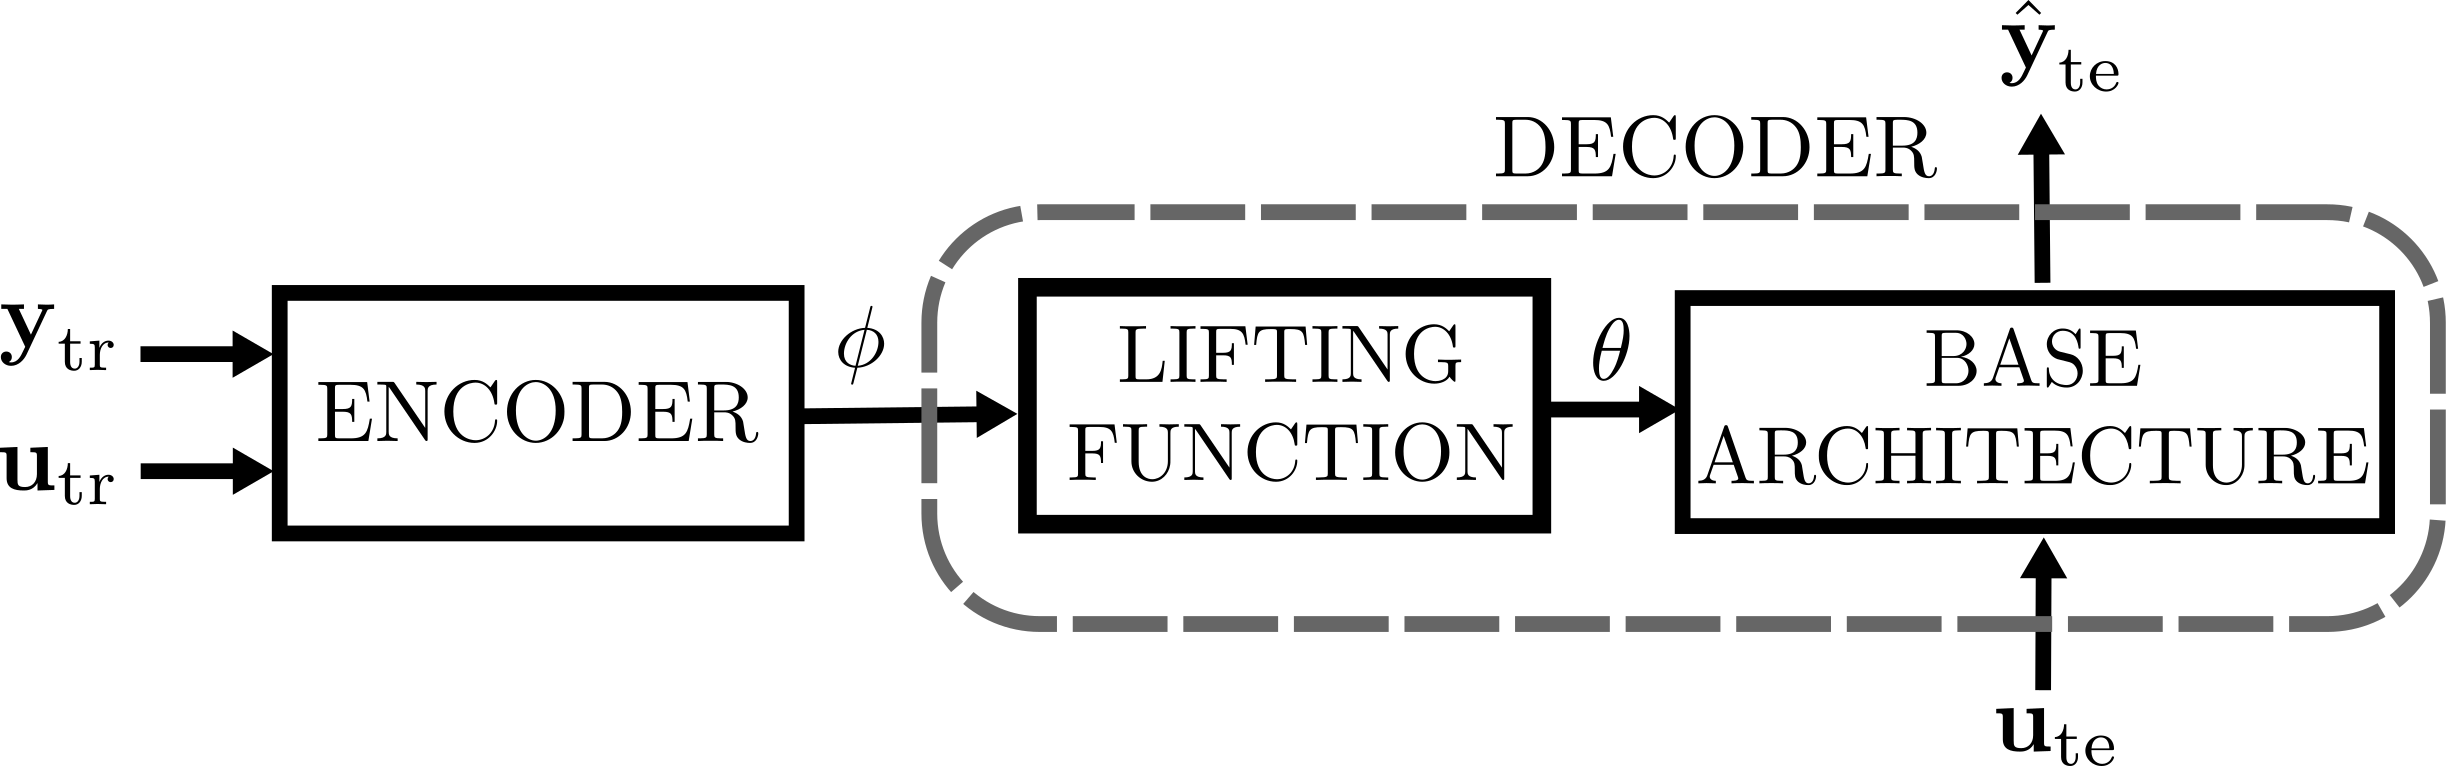 ŷte
DECODER
ytr
utr
ENCODER
ϕ
LIFTING
FUNCTION
θ
BASE
ARCHITECTURE
ute